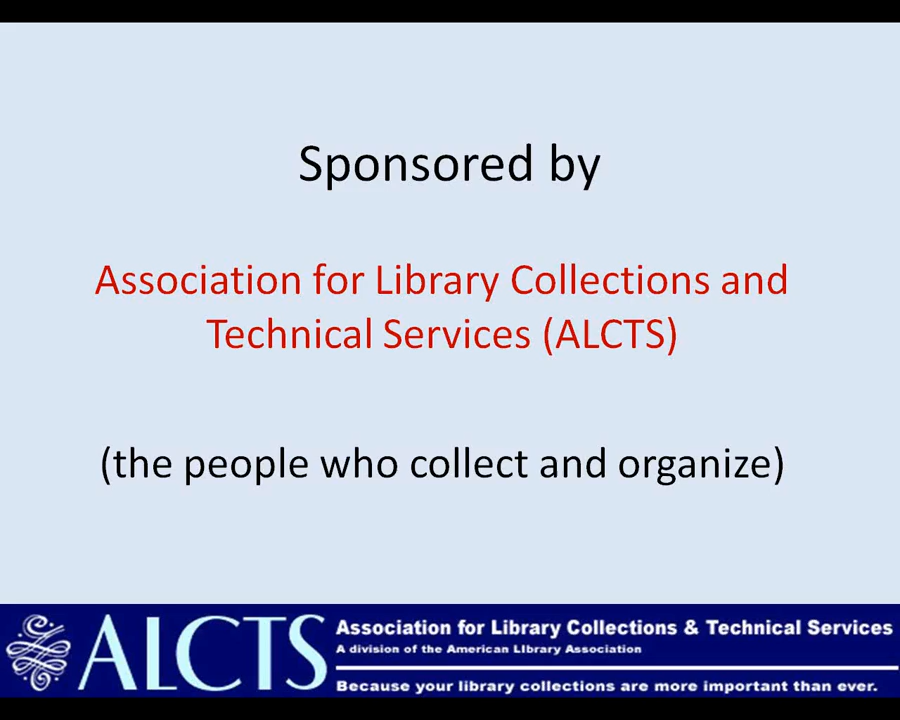 Sponsored by
Association for Library Collections and
Technical Services (ALCTS)
(the people who collect and organize)
ALCTS
Association for Library Collections & Technical Services
A division of the American Library Association
Because your library collections are more important than ever.